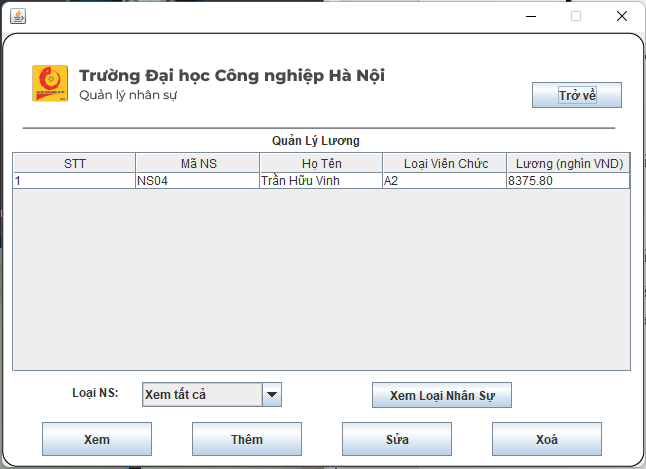 Trường Đại học Công nghiệp Hà Nội
Quản lý nhân sự
Trở về
Quản Lý Lương
STT Mã NS Họ Tên Loại Viên Chức Lương (nghìn VND)
1 NS04 Trần Hữu Vinh A2 8375.80
Loại NS: Xem tất cả Xem Loại Nhân Sự
Xem Thêm Sửa Xoá